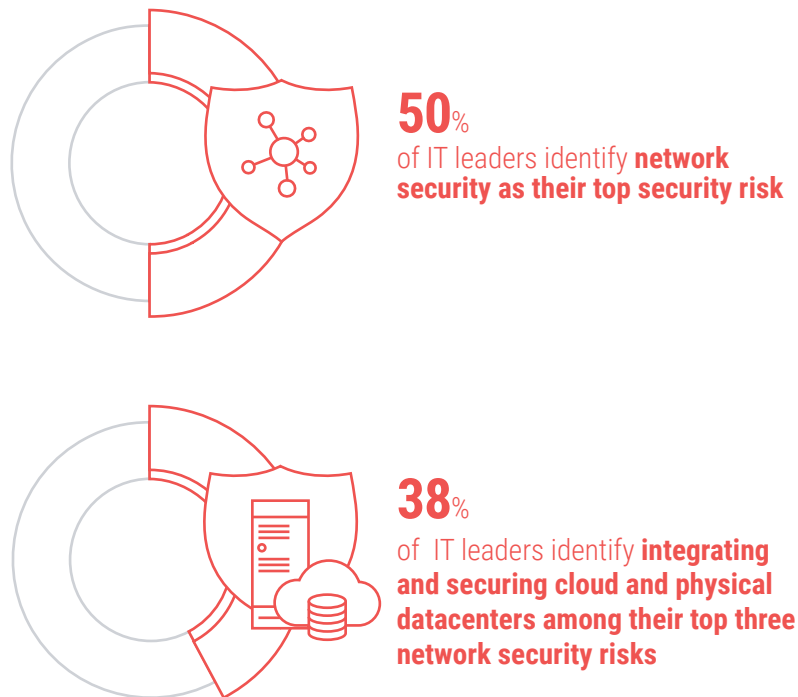 50%
of IT leaders identify network
security as their top security risk
38%
of IT leaders identify integrating
and securing cloud and physical
datacenters among their top three
network security risks